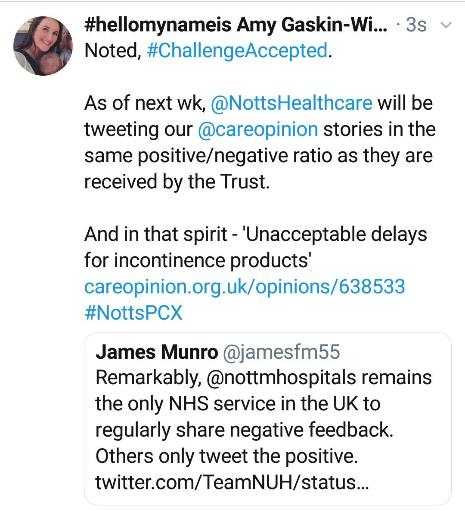 #hellomynameis Amy Gaskin-Wi... · 3s
Noted, #ChallengeAccepted.
As of next wk, @NottsHealthcare will be
tweeting our @careopinion stories in the
same positive/negative ratio as they are
received by the Trust.
And in that spirit - 'Unacceptable delays
for incontinence products'
careopinion.org.uk/opinions/638533
#NottsPCX
James Munro @jamesfm55
Remarkably, @nottmhospitals remains
the only NHS service in the UK to
regularly share negative feedback.
Others only tweet the positive.
twitter.com/TeamNUH/status...